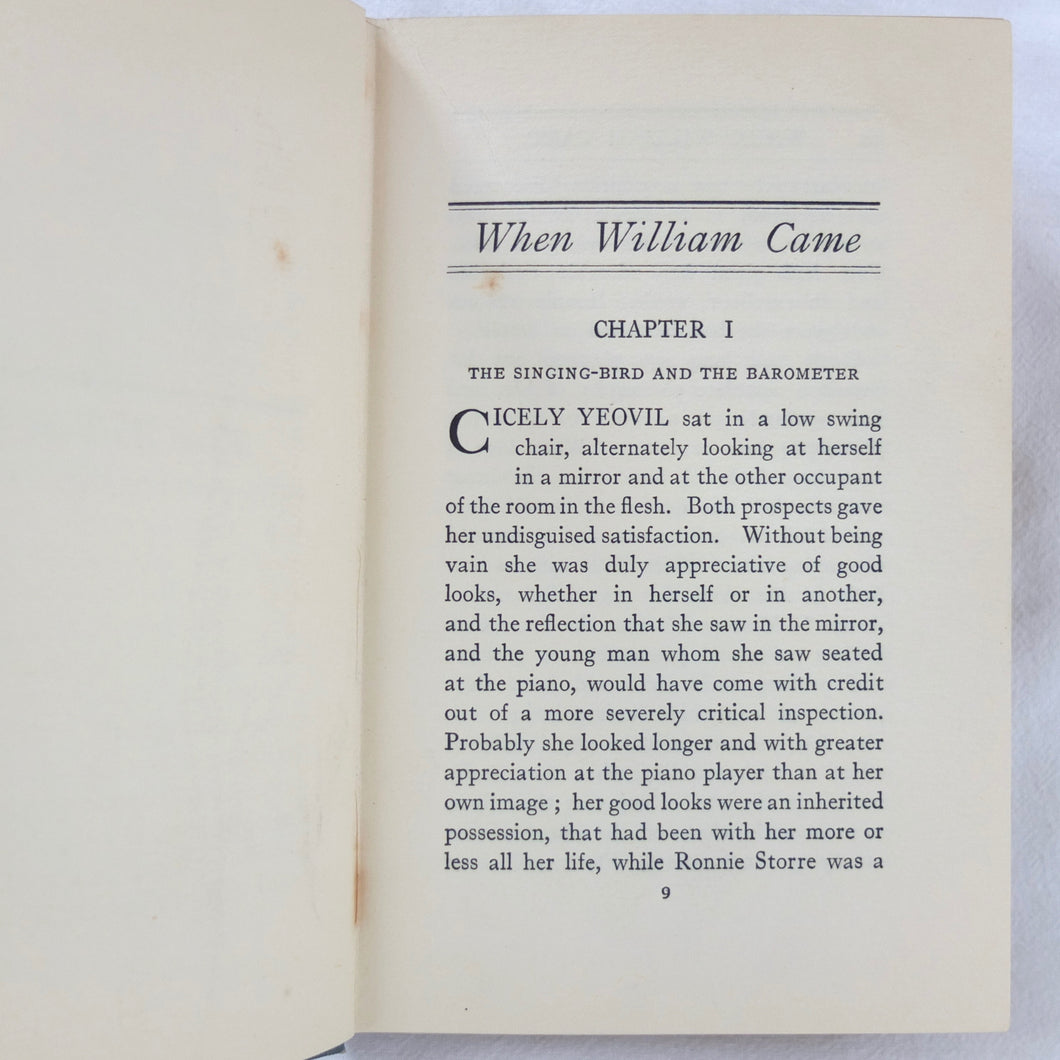 When William Came
CHAPTER I
THE SINGING-BIRD AND THE BAROMETER
CICELY YEOVIL sat in a low swing
chair, alternately looking at herself
in a mirror and at the other occupant
of the room in the flesh. Both prospects gave
her undisguised satisfaction. Without being
vain she was duly appreciative of good
looks, whether in herself or in another,
and the reflection that she saw in the mirror,
and the young man whom she saw seated
at the piano, would have come with credit
out of a more severely critical inspection.
Probably she looked longer and with greater
appreciation at the piano player than at her
own image ; her good looks were an inherited
possession, that had been with her more or
less all her life, while Ronnie Storre was a
9